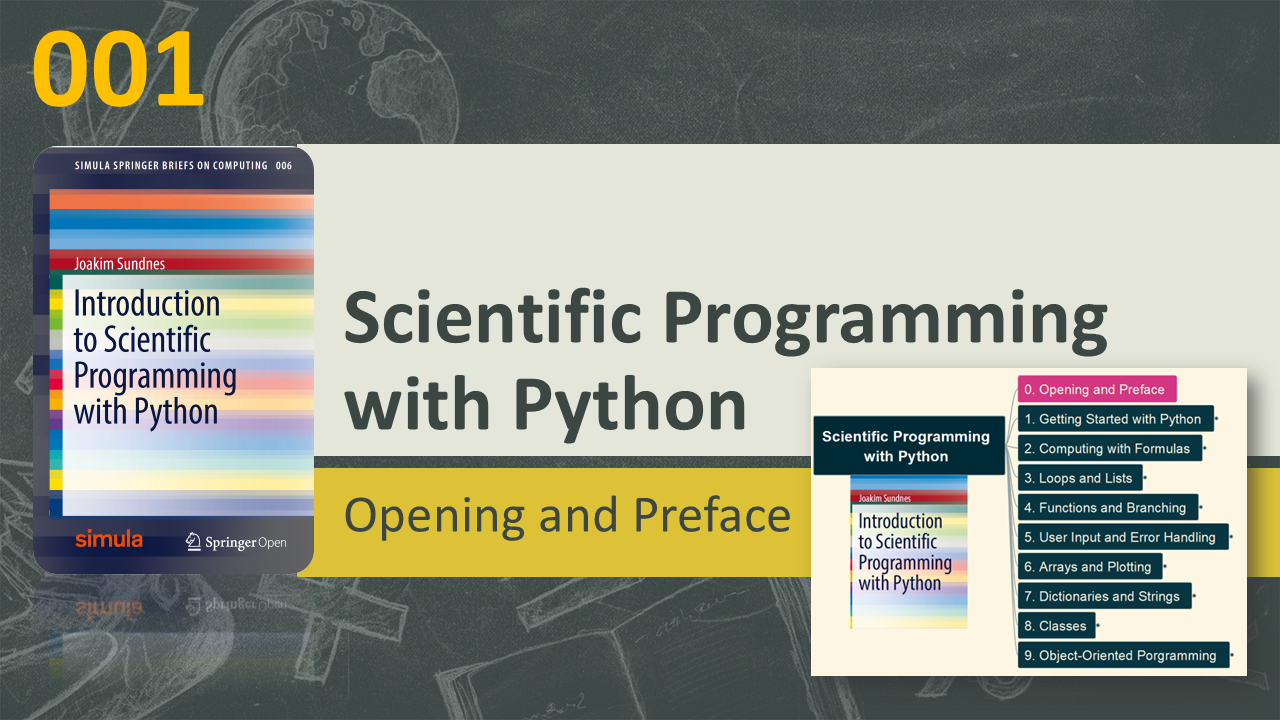 001
SIMULA SPRINGER BRIEFS ON COMPUTING 006
Joakim Sundnes
Introduction
to Scientific
Programming
with Python
simula
Springer Open
Scientific Programming
with Python
Opening and Preface
Scientific Programming
with Python
Joakim Sundnes
Introduction
to Scientific
Programming
with Python
0. Opening and Preface
1. Getting Started with Python
2. Computing with Formulas
3. Loops and Lists
4. Functions and Branching
5. User Input and Error Handling
6. Arrays and Plotting
7. Dictionaries and Strings
8. Classes
9. Object-Oriented Porgramming
simula
Springer Open